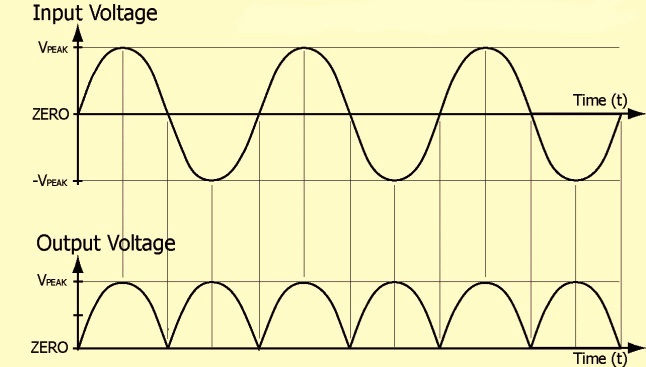 Input Voltage
VPEAK
ZERO
Time (t)
-VPEAK
Output Voltage
VPEAK
ZERO
Time (t)